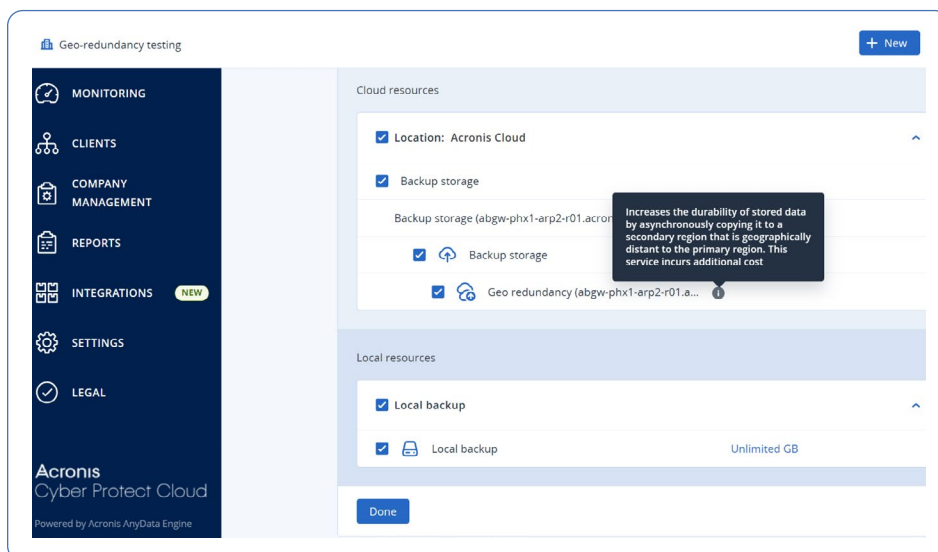 Geo-redundancy testing
+ New
MONITORING
CLIENTS
COMPANY
MANAGEMENT
REPORTS
INTEGRATIONS NEW
SETTINGS
LEGAL
Acronis
Cyber Protect Cloud
Powered by Acronis AnyData Engine
Cloud resources
Location: Acronis Cloud
Backup storage
Backup storage (abgw-phx1-arp2-r01.acron
Increases the durability of stored data
by asynchronously copying it to a
secondary region that is geographically
distant to the primary region. This
service incurs additional cost
Backup storage
Geo redundancy (abgw-phx1-arp2-r01.a... i
Local resources
Local backup
Local backup Unlimited GB
Done